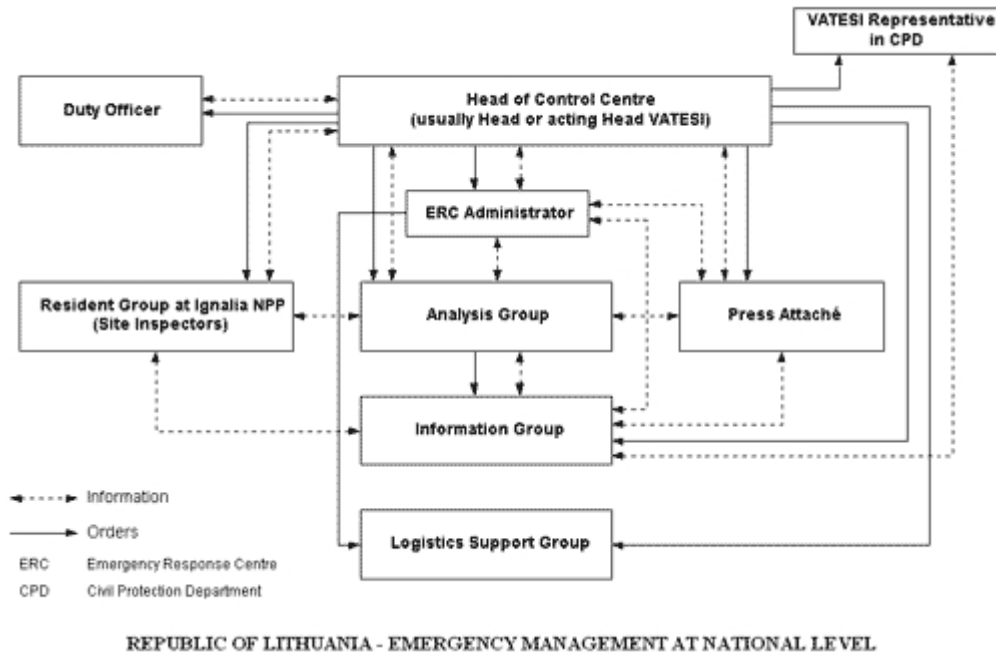 VATESI Representative
in CPD
Duty Officer
Head of Control Centre
(usually Head or acting Head VATESI)
ERC Administrator
Resident Group at Ignalia NPP
(Site Inspectors)
Analysis Group
Press Attaché
Information Group
Logistics Support Group
Information
Orders
ERC Emergency Response Centre
CPD Civil Protection Department
REPUBLIC OF LITHUANIA - EMERGENCY MANAGEMENT AT NATIONAL LEVEL